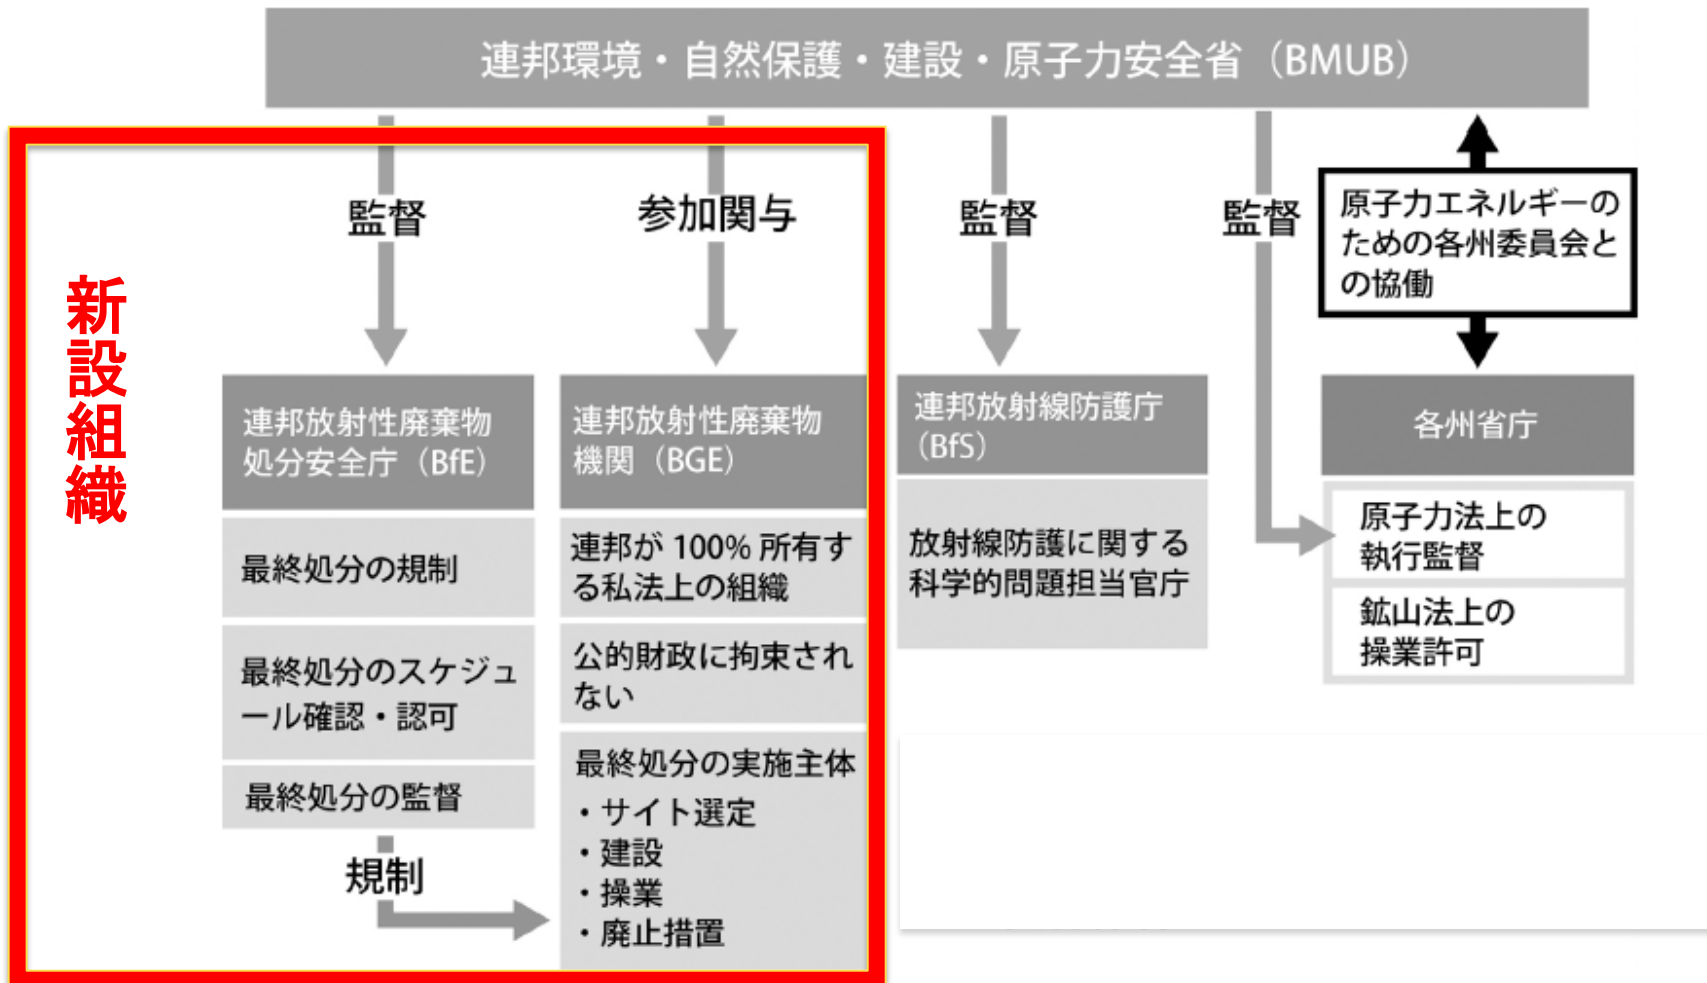 連邦環境・自然保護・建設・原子力安全省（BMUB）
監督
参加関与
監督
監督
原子力エネルギーの
ための各州委員会と
の協働
新設組織
連邦放射性廃棄物
処分安全庁（BfE）
最終処分の規制
最終処分のスケジュ
ール確認・認可
最終処分の監督
規制
連邦放射性廃棄物
機関（BGE）
連邦が 100% 所有す
る私法上の組織
公的財政に拘束され
ない
最終処分の実施主体
・サイト選定
・建設
・操業
・廃止措置
連邦放射線防護庁
（BfS）
放射線防護に関する
科学的問題担当官庁
各州省庁
原子力法上の
執行監督
鉱山法上の
操業許可